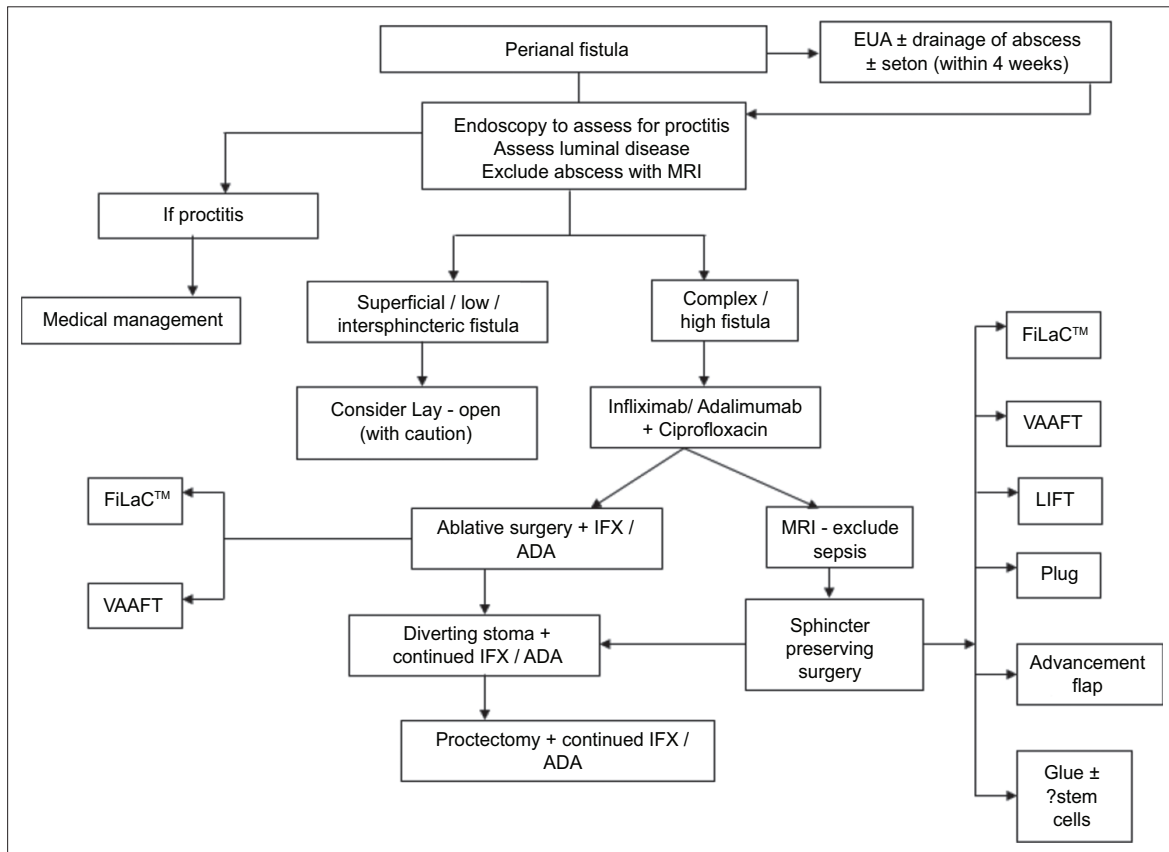 Perianal fistula
EUA ± drainage of abscess
± seton (within 4 weeks)
Endoscopy to assess for proctitis
Assess luminal disease
Exclude abscess with MRI
If proctitis
Medical management
Superficial / low /
intersphincteric fistula
Complex /
high fistula
Consider Lay - open
(with caution)
Infliximab/ Adalimumab
+ Ciprofloxacin
FiLaC™
VAAFT
Ablative surgery + IFX /
ADA
MRI - exclude
sepsis
Diverting stoma +
continued IFX / ADA
Sphincter
preserving
surgery
Proctectomy + continued IFX /
ADA
FiLaC™
VAAFT
LIFT
Plug
Advancement
flap
Glue ±
?stem
cells